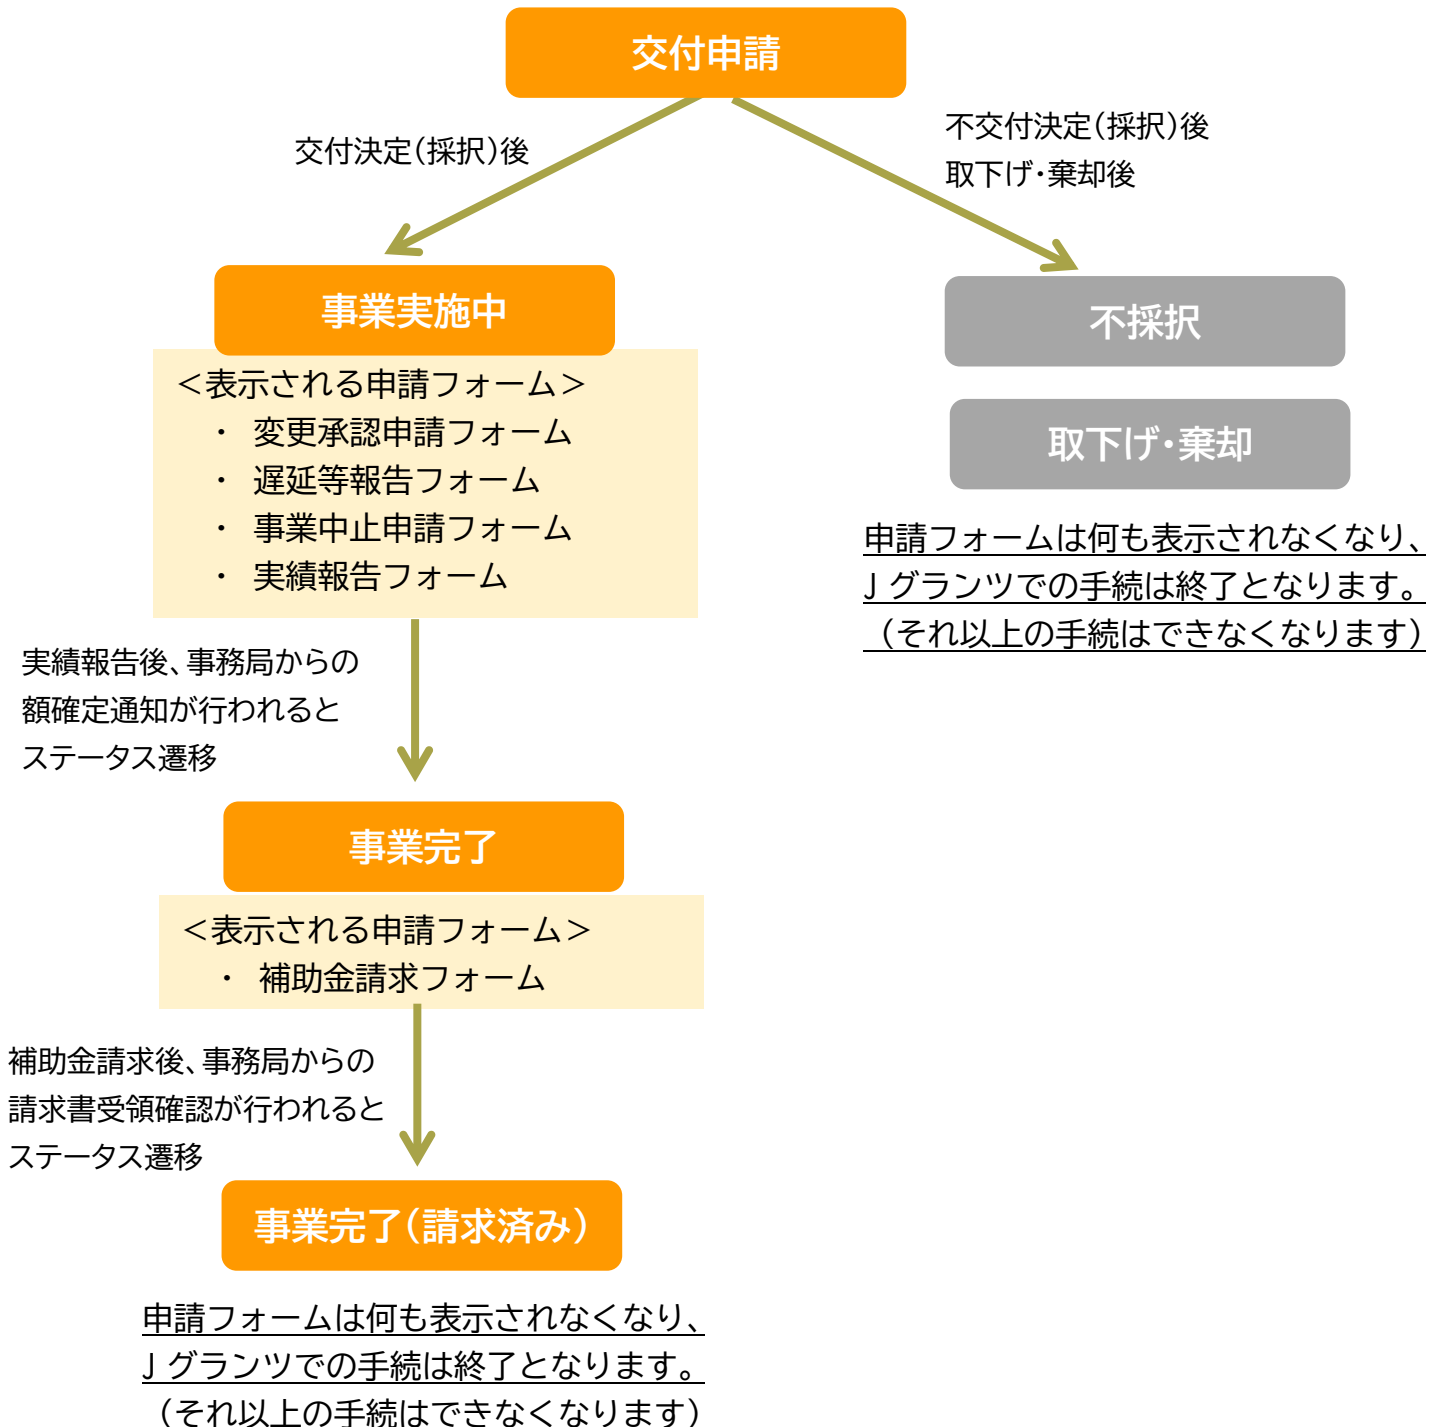 交付申請
交付決定(採択)後
不交付決定(採択)後
取下げ・棄却後
事業実施中
<表示される申請フォーム>
・ 変更承認申請フォーム
・ 遅延等報告フォーム
・ 事業中止申請フォーム
・ 実績報告フォーム
不採択
取下げ・棄却
申請フォームは何も表示されなくなり、
Jグランツでの手続は終了となります。
(それ以上の手続はできなくなります)
実績報告後、事務局からの
額確定通知が行われると
ステータス遷移
事業完了
<表示される申請フォーム>
・ 補助金請求フォーム
補助金請求後、事務局からの
請求書受領確認が行われると
ステータス遷移
事業完了(請求済み)
申請フォームは何も表示されなくなり、
Jグランツでの手続は終了となります。
(それ以上の手続はできなくなります)